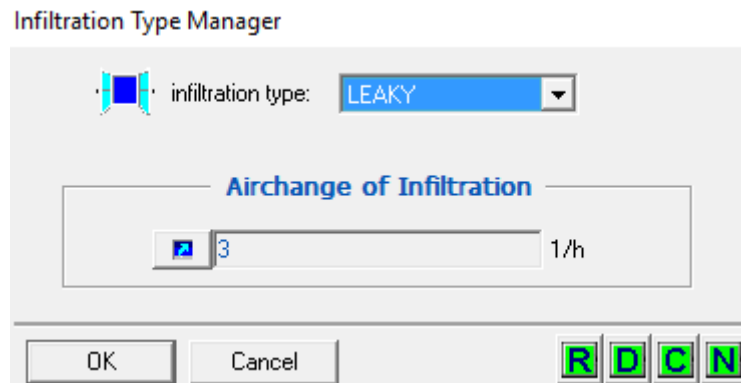 Infiltration Type Manager
infiltration type: LEAKY
Airchange of Infiltration
3 1/h
OK Cancel R D C N